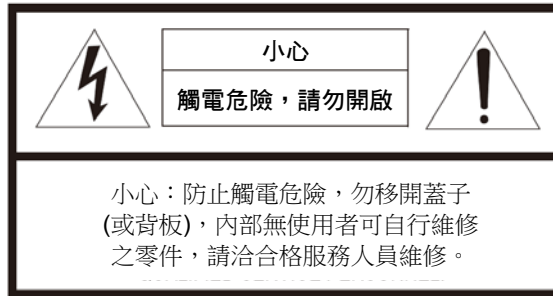 小心
觸電危險，請勿開啟
小心：防止觸電危險，勿移開蓋子
(或背板)，內部無使用者可自行維修
之零件，請洽合格服務人員維修。